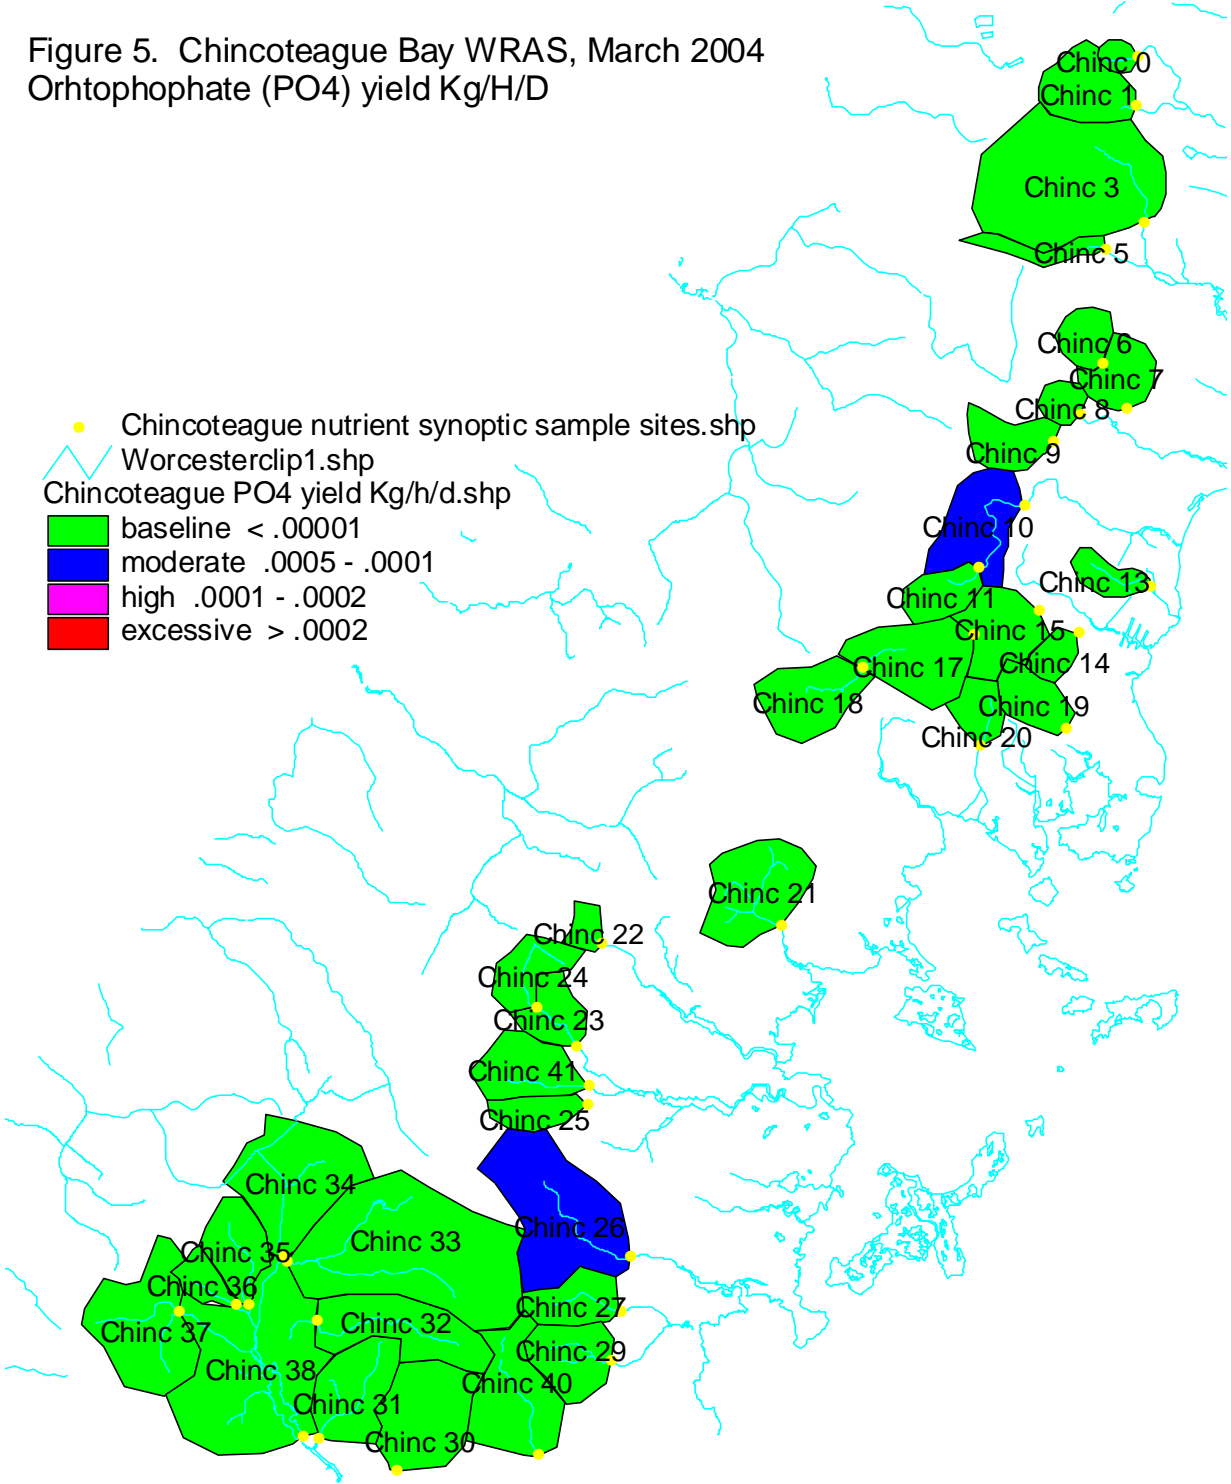 Figure 5.  Chincoteague Bay WRAS, March 2004
Orhtophophate (PO4) yield Kg/H/D
Chinc 0
Chinc 1
Chinc 3
Chinc 5
Chinc 6
Chinc 7
Chinc 8
Chinc 9
Chincoteague nutrient synoptic sample sites.shp
Worcesterclip1.shp
Chincoteague PO4 yield Kg/h/d.shp
baseline  < .00001
moderate  .0005 - .0001
high  .0001 - .0002
excessive  > .0002
Chinc 10
Chinc 13
Chinc 11
Chinc 15
Chinc 14
Chinc 17
Chinc 18
Chinc 19
Chinc 20
Chinc 21
Chinc 22
Chinc 24
Chinc 23
Chinc 41
Chinc 25
Chinc 34
Chinc 26
Chinc 33
Chinc 35
Chinc 36
Chinc 27
Chinc 32
Chinc 37
Chinc 29
Chinc 38
Chinc 40
Chinc 31
Chinc 30